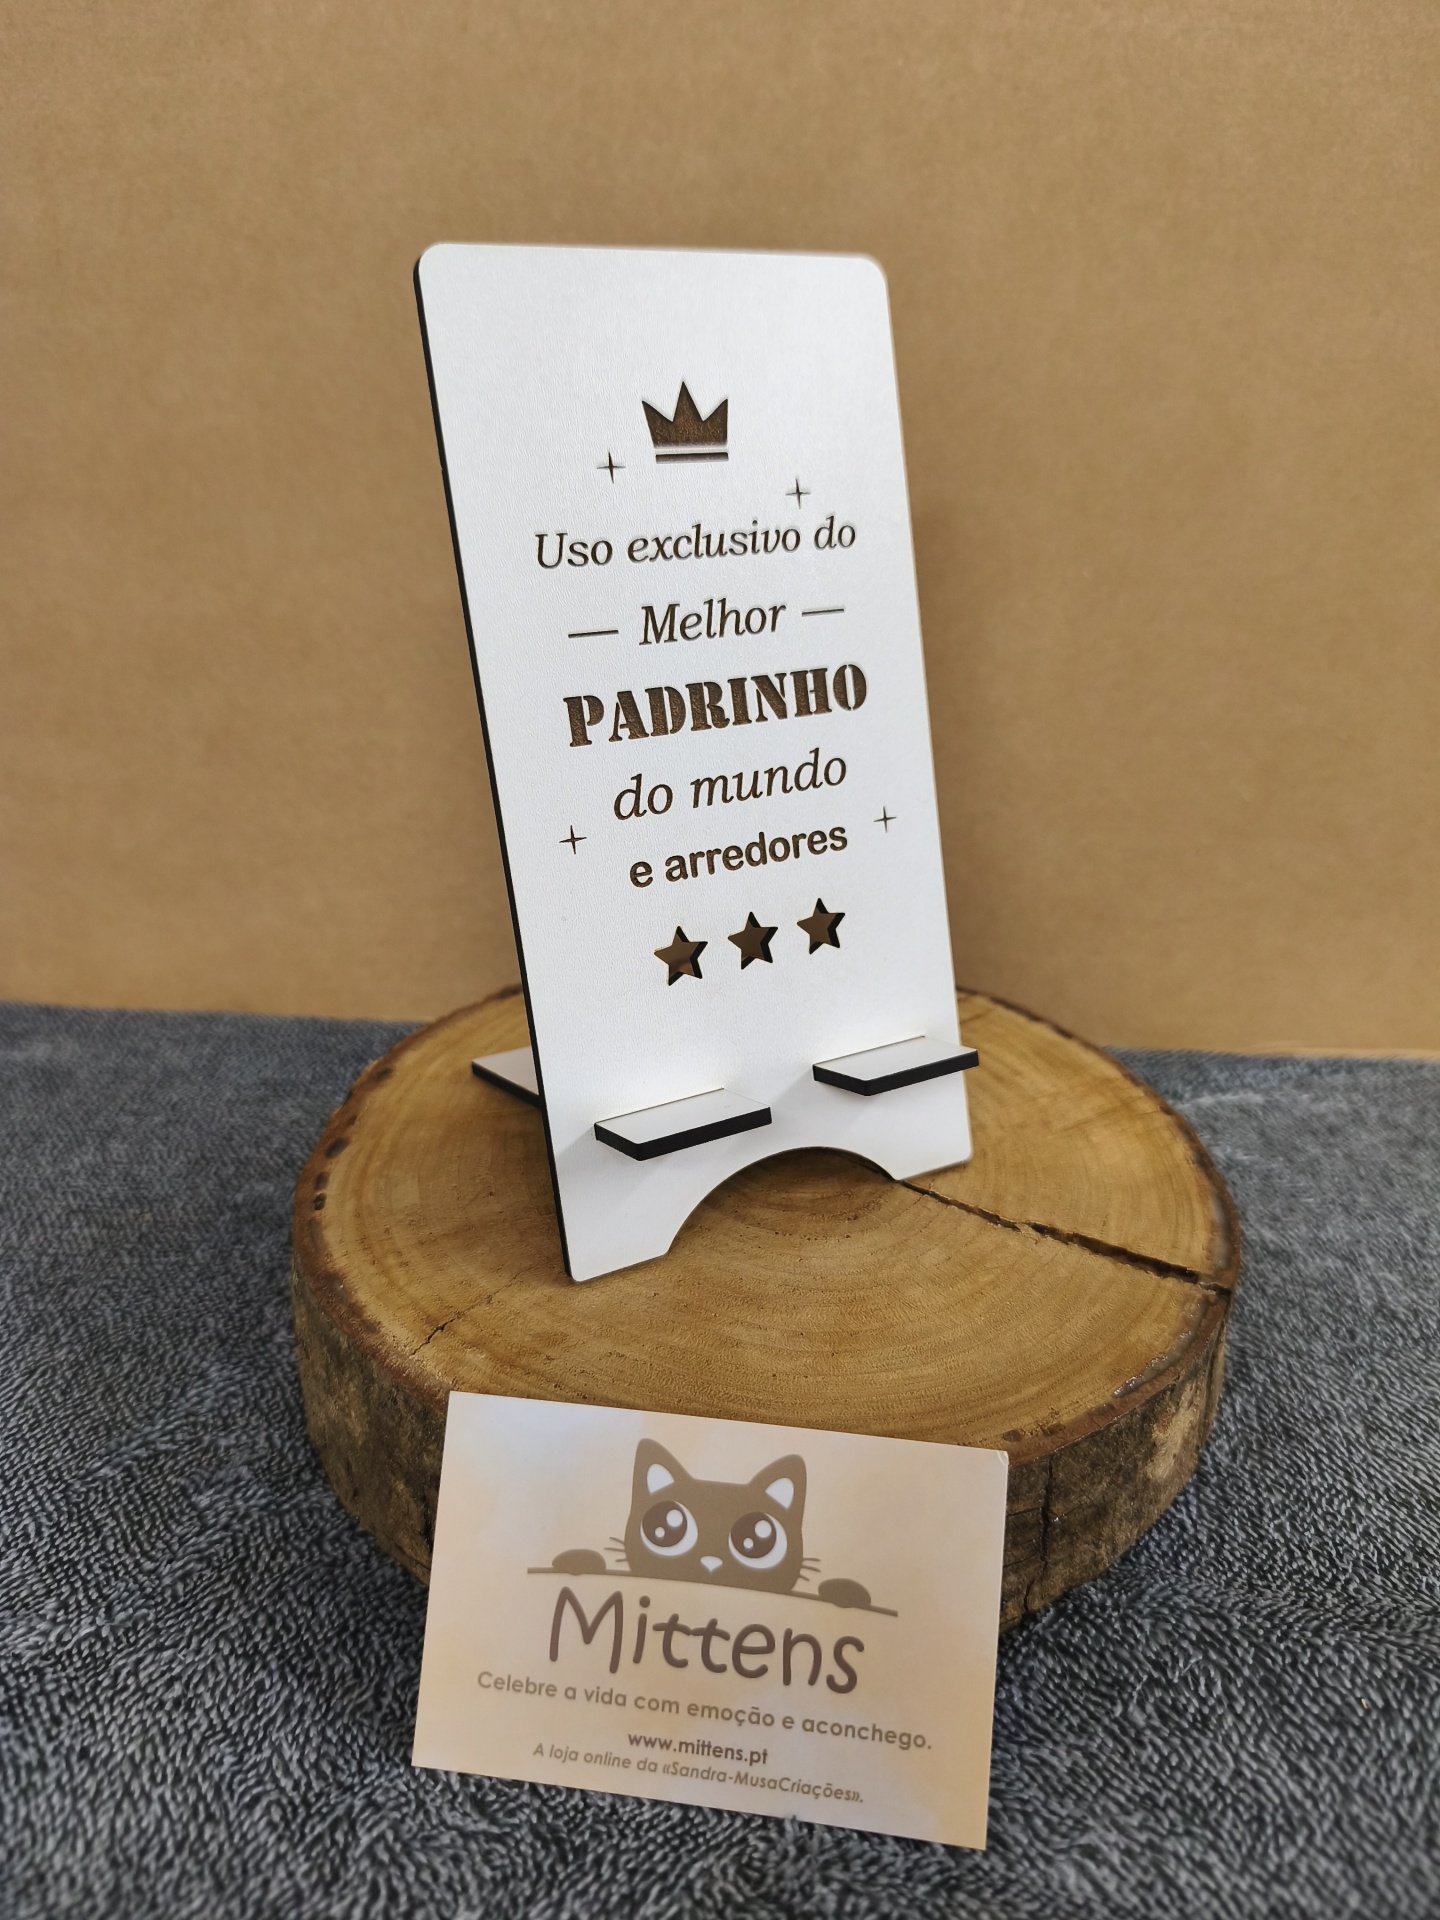 Uso exclusivo do
— Melhor —
PADRINHO
do mundo
e arredores
Mittens
Celebre a vida com emoção e aconchego.
www.mittens.pt
A loja online da «Sandra-MusaCriações».